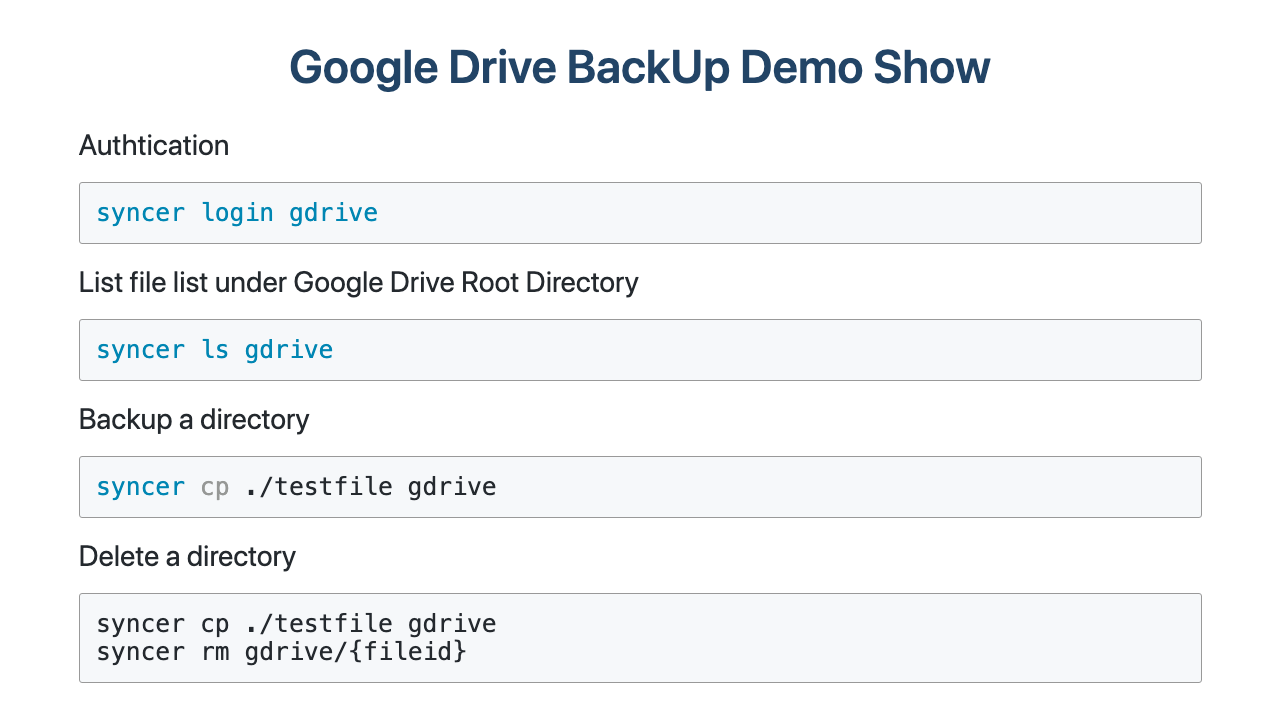 Google Drive BackUp Demo Show
Authtication
syncer login gdrive
List file list under Google Drive Root Directory
syncer ls gdrive
Backup a directory
syncer cp ./testfile gdrive
Delete a directory
syncer cp ./testfile gdrive
syncer rm gdrive/{fileid}